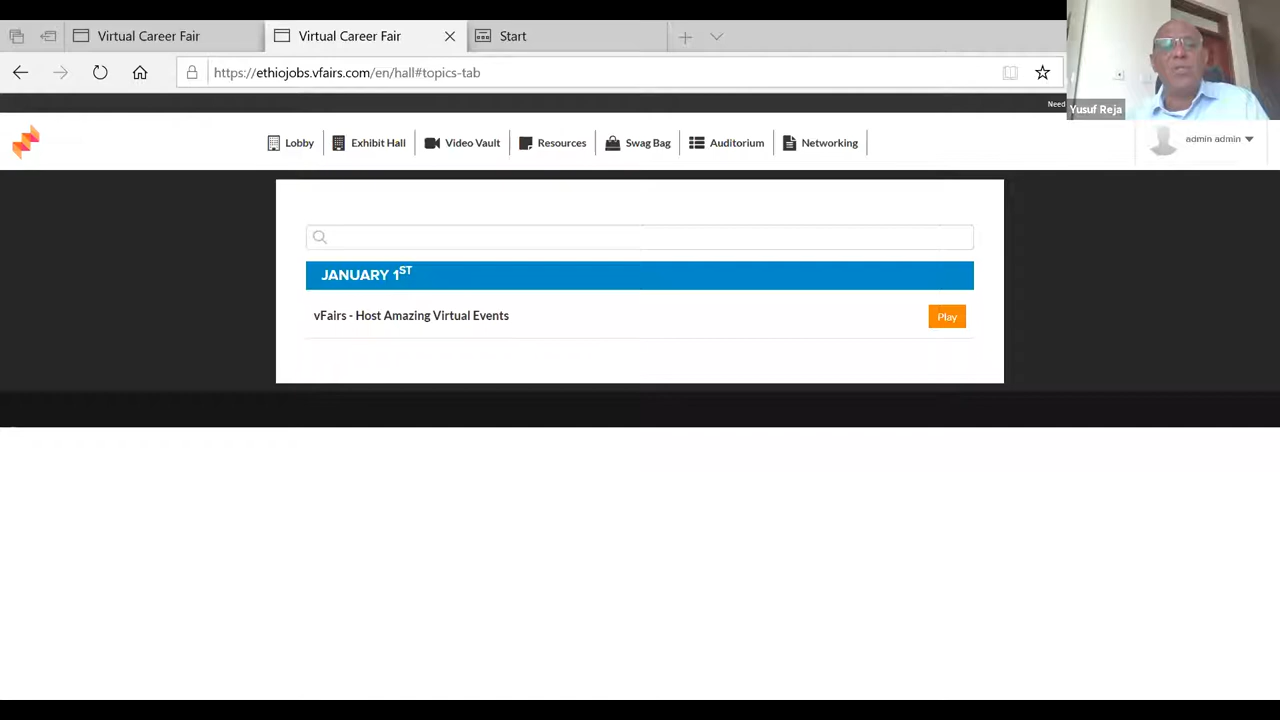 Virtual Career Fair
Virtual Career Fair
Start
https://ethiojobs.vfairs.com/en/hall#topics-tab
Need
Yusuf Reja
Lobby
Exhibit Hall
Video Vault
Resources
Swag Bag
Auditorium
Networking
admin admin
JANUARY 1ST
vFairs - Host Amazing Virtual Events
Play